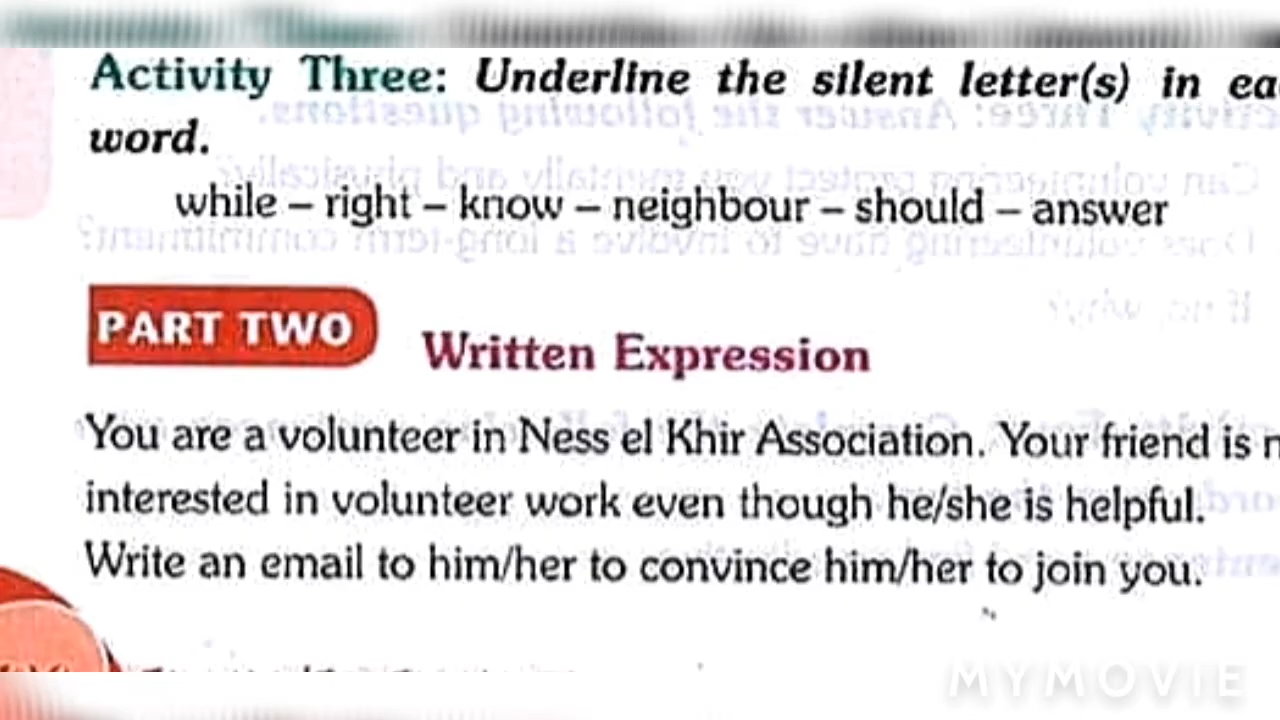 Activity Three: Underline the silent letter(s) in
word.
while – right – know – neighbour – should – answer
PART TWO
Written Expression
You are a volunteer in Ness el Khir Association. Your friend is
interested in volunteer work even though he/she is helpful.
Write an email to him/her to convince him/her to join you.
MYMOVIE